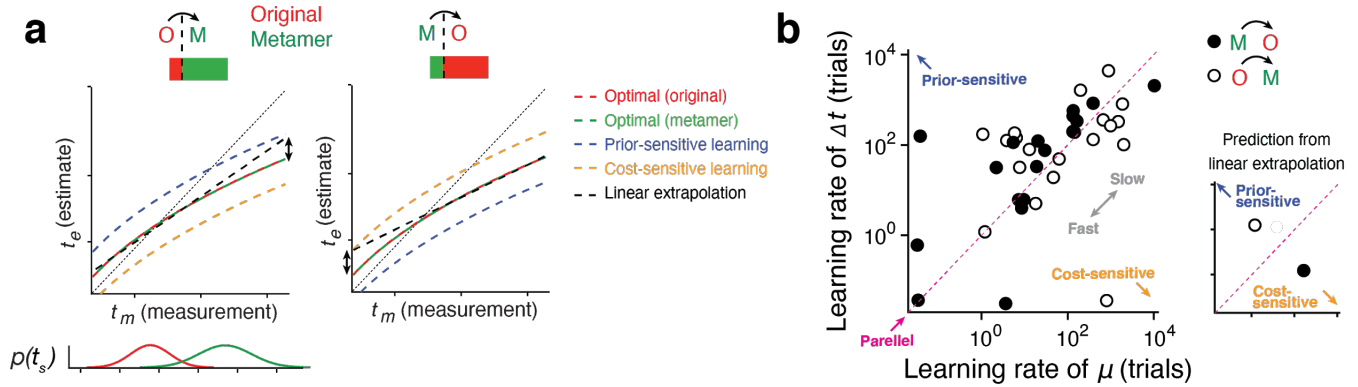 a
O M
Original
Metamer
M O
t_e (estimate)
t_m (measurement)
t_e (estimate)
t_m (measurement)
Optimal (original)
Optimal (metamer)
Prior-sensitive learning
Cost-sensitive learning
Linear extrapolation
p(t_s)
b
Learning rate of Δt (trials)
10^4
10^2
10^0
Prior-sensitive
Slow
Fast
Cost-sensitive
Parellel
10^0 10^2 10^4
Learning rate of μ (trials)
M O
O M
Prediction from
linear extrapolation
Prior-
sensitive
Cost-
sensitive